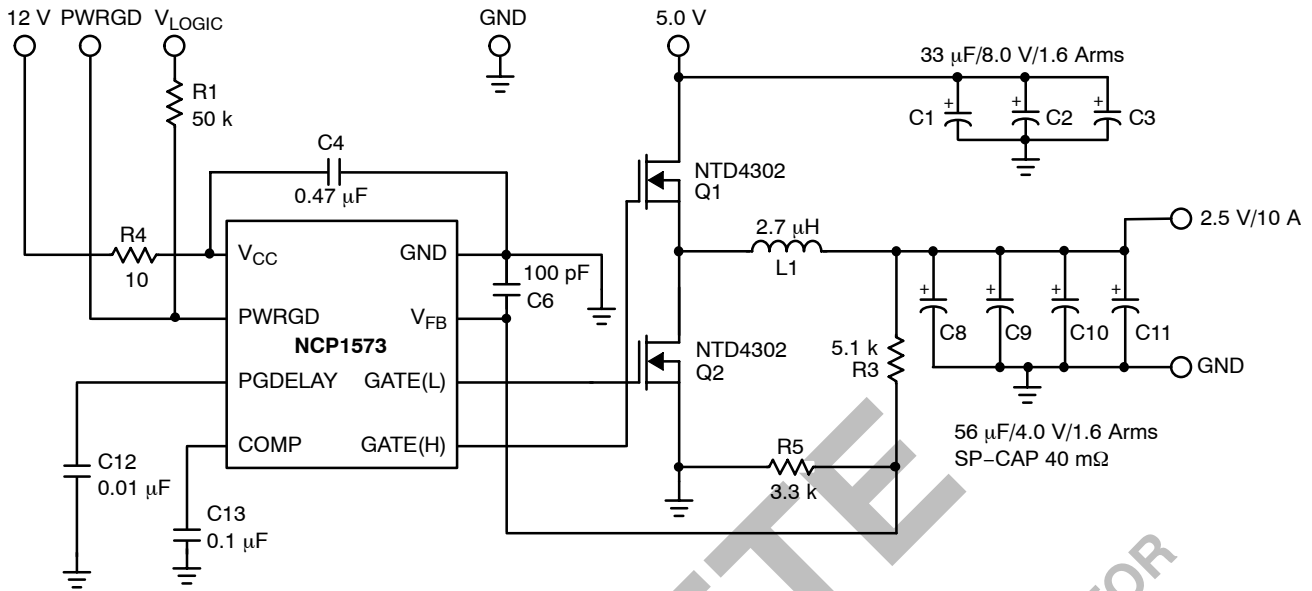 12 V PWRGD VLOGIC GND 5.0 V
33 μF/8.0 V/1.6 Arms
R1
50 k
C1 + C2 + C3 +
C4
0.47 μF
NTD4302
Q1
2.5 V/10 A
R4
10
2.7 μH
L1
VCC GND
100 pF
C6
PWRGD VFB
NCP1573
+ C8 + C9 + C10 + C11
5.1 k
R3
NTD4302
Q2
PGDELAY GATE(L)
GND
COMP GATE(H)
56 μF/4.0 V/1.6 Arms
SP−CAP 40 mΩ
R5
3.3 k
C12
0.01 μF
C13
0.1 μF